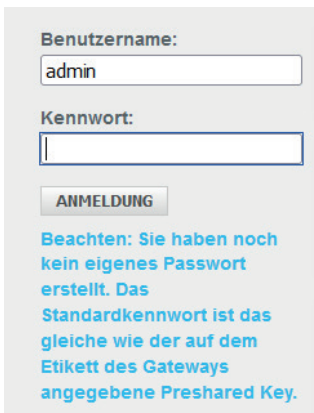 Benutzername:
admin
Kennwort:
ANMELDUNG
Beachten: Sie haben noch
kein eigenes Passwort
erstellt. Das
Standardkennwort ist das
gleiche wie der auf dem
Etikett des Gateways
angegebene Preshared Key.